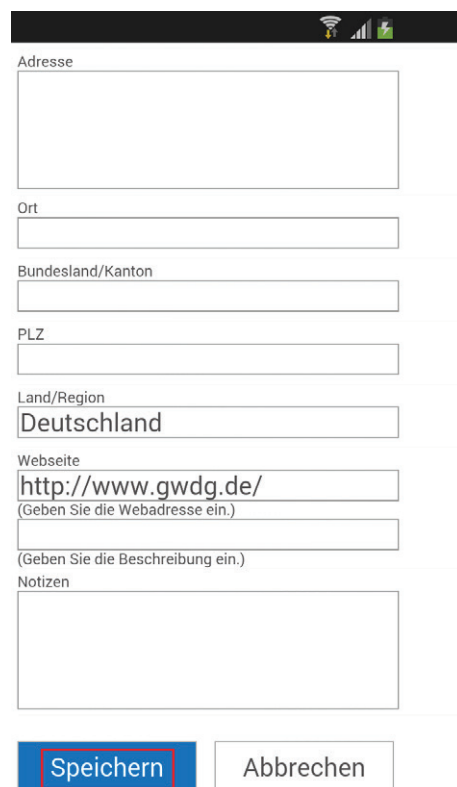 Adresse
Ort
Bundesland/Kanton
PLZ
Land/Region
Deutschland
Webseite
http://www.gwdg.de/
(Geben Sie die Webadresse ein.)
(Geben Sie die Beschreibung ein.)
Notizen
Speichern Abbrechen